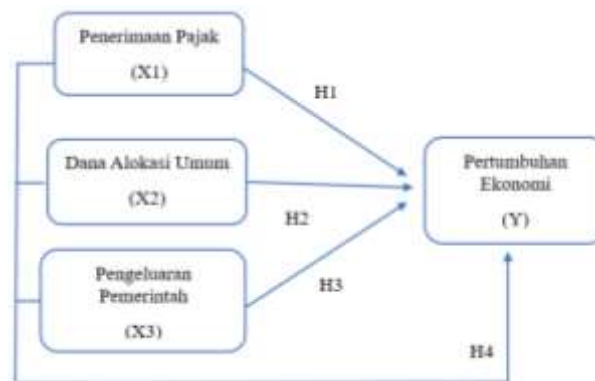 Penerimaan Pajak
(X1)
H1
Dana Alokasi Umum
(X2)
H2
Pertumbuhan
Ekonomi
(Y)
Pengeluaran
Pemerintah
(X3)
H3
H4